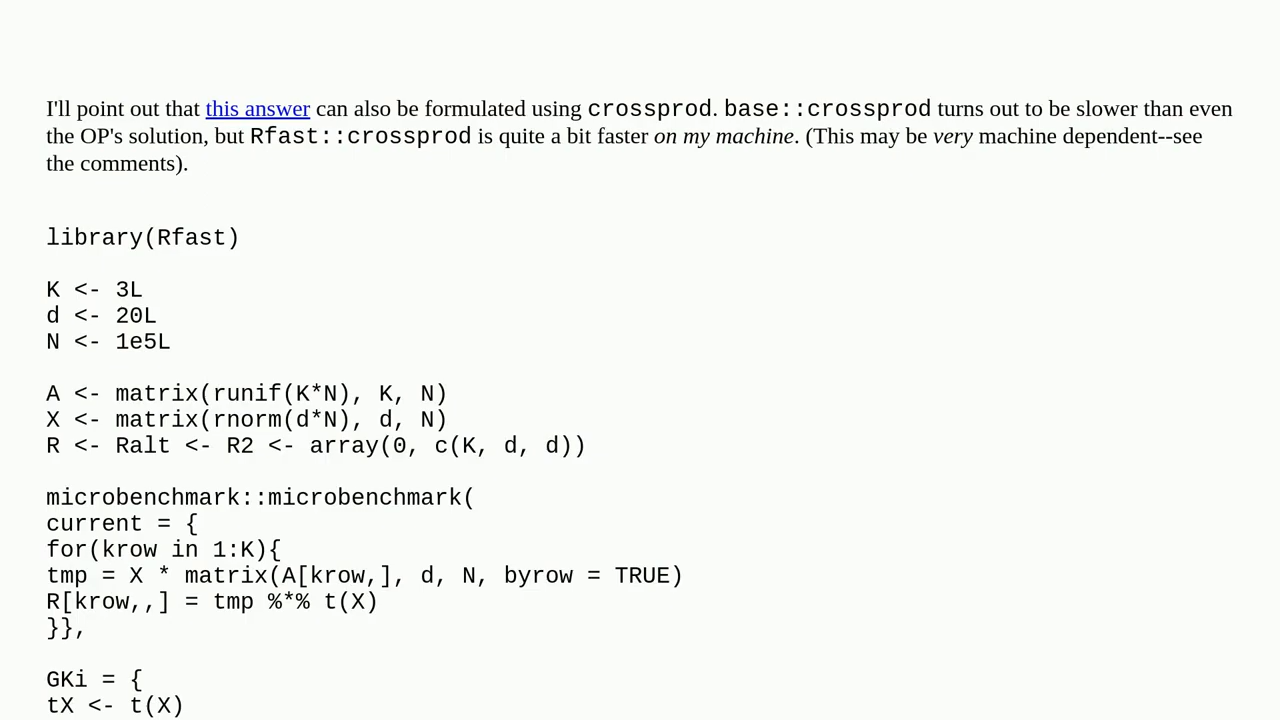 I'll point out that this answer can also be formulated using crossprod. base::crossprod turns out to be slower than even
the OP's solution, but Rfast::crossprod is quite a bit faster on my machine. (This may be very machine dependent--see
the comments).
library(Rfast)
K <- 3L
d <- 20L
N <- 1e5L
A <- matrix(runif(K*N), K, N)
X <- matrix(rnorm(d*N), d, N)
R <- Ralt <- R2 <- array(0, c(K, d, d))
microbenchmark::microbenchmark(
current = {
for(krow in 1:K){
tmp = X * matrix(A[krow,], d, N, byrow = TRUE)
R[krow,,] = tmp %*% t(X)
}},
GKi = {
tX <- t(X)